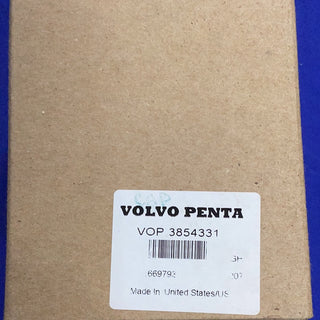 VOLVO PENTA
VOP 3854331
669793
Made In: United States/US